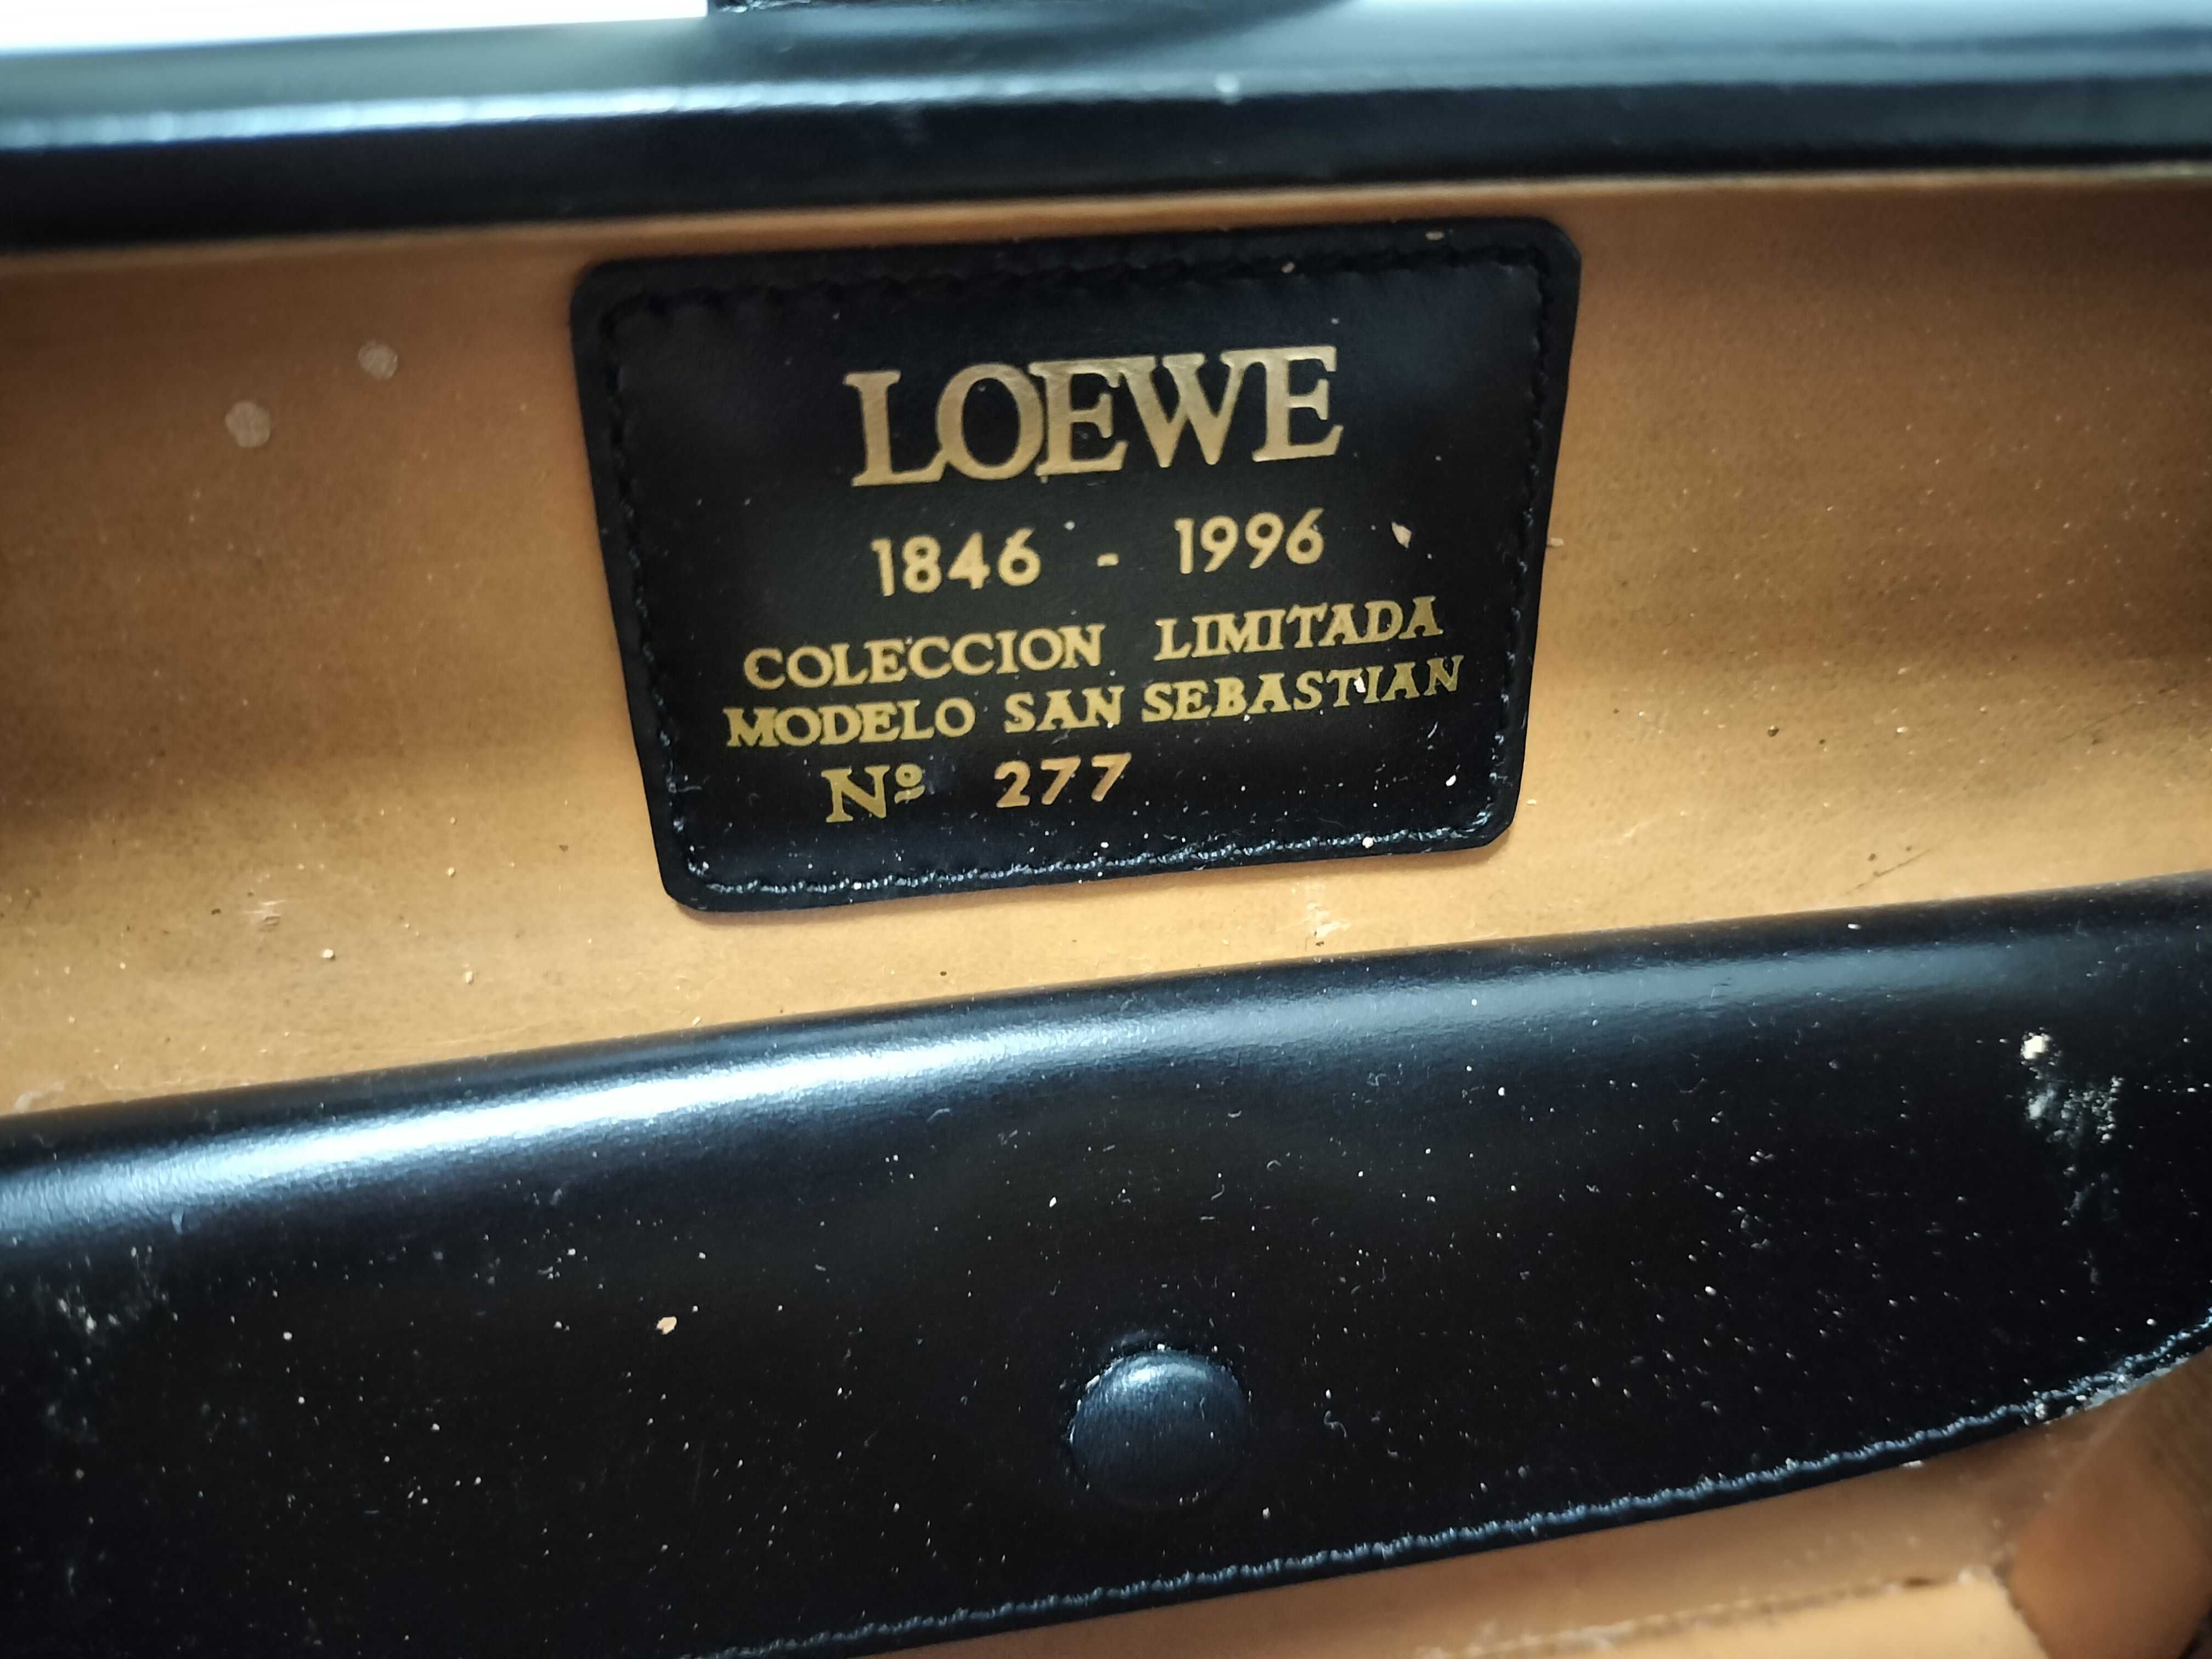 LOEWE
1846 - 1996
COLECCION LIMITADA
MODELO SAN SEBASTIAN
Nº 277